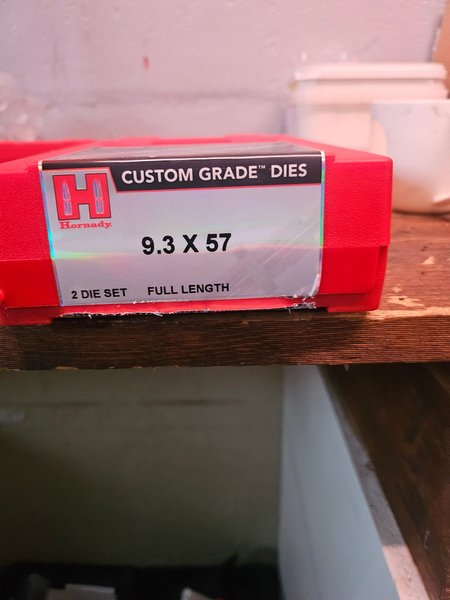 CUSTOM GRADE™ DIES
H
Hornady
9.3 X 57
2 DIE SET FULL LENGTH